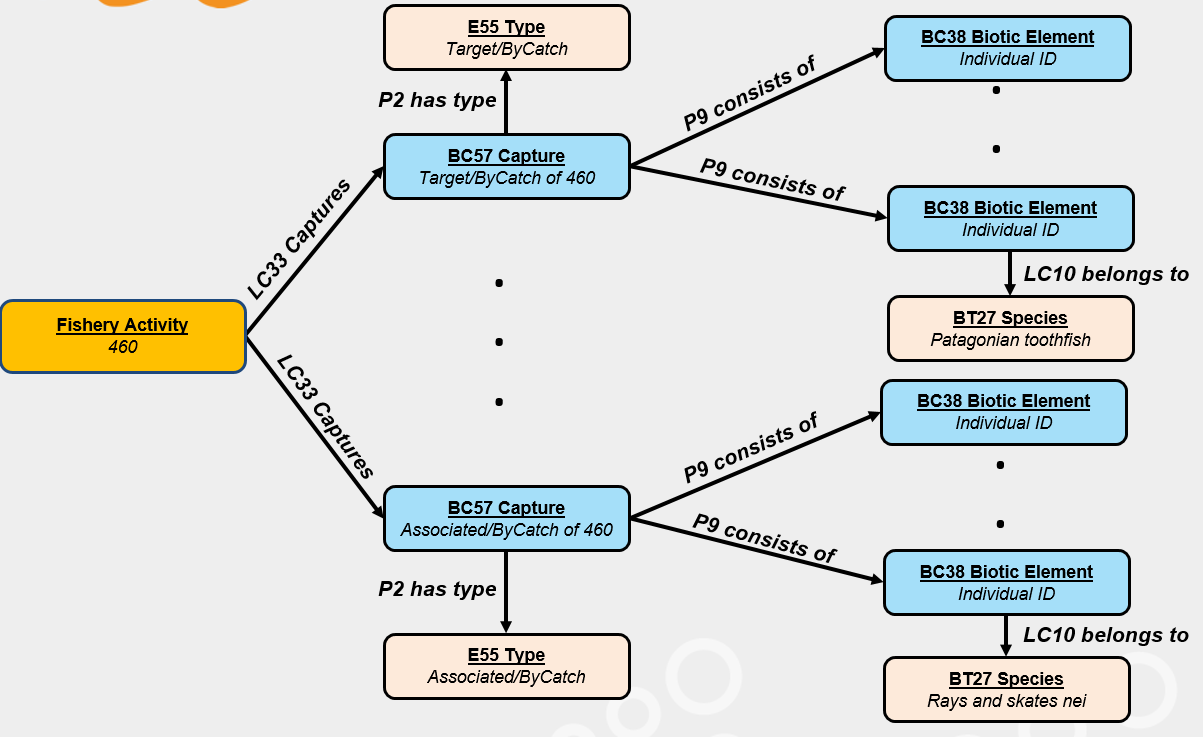 E55 Type
Target/ByCatch
P2 has type
BC57 Capture
Target/ByCatch of 460
P9 consists of
BC38 Biotic Element
Individual ID
P9 consists of
BC38 Biotic Element
Individual ID
LC10 belongs to
BT27 Species
Patagonian toothfish
LC33 Captures
Fishery Activity
460
LC33 Captures
BC57 Capture
Associated/ByCatch of 460
P2 has type
E55 Type
Associated/ByCatch
P9 consists of
BC38 Biotic Element
Individual ID
P9 consists of
BC38 Biotic Element
Individual ID
LC10 belongs to
BT27 Species
Rays and skates nei